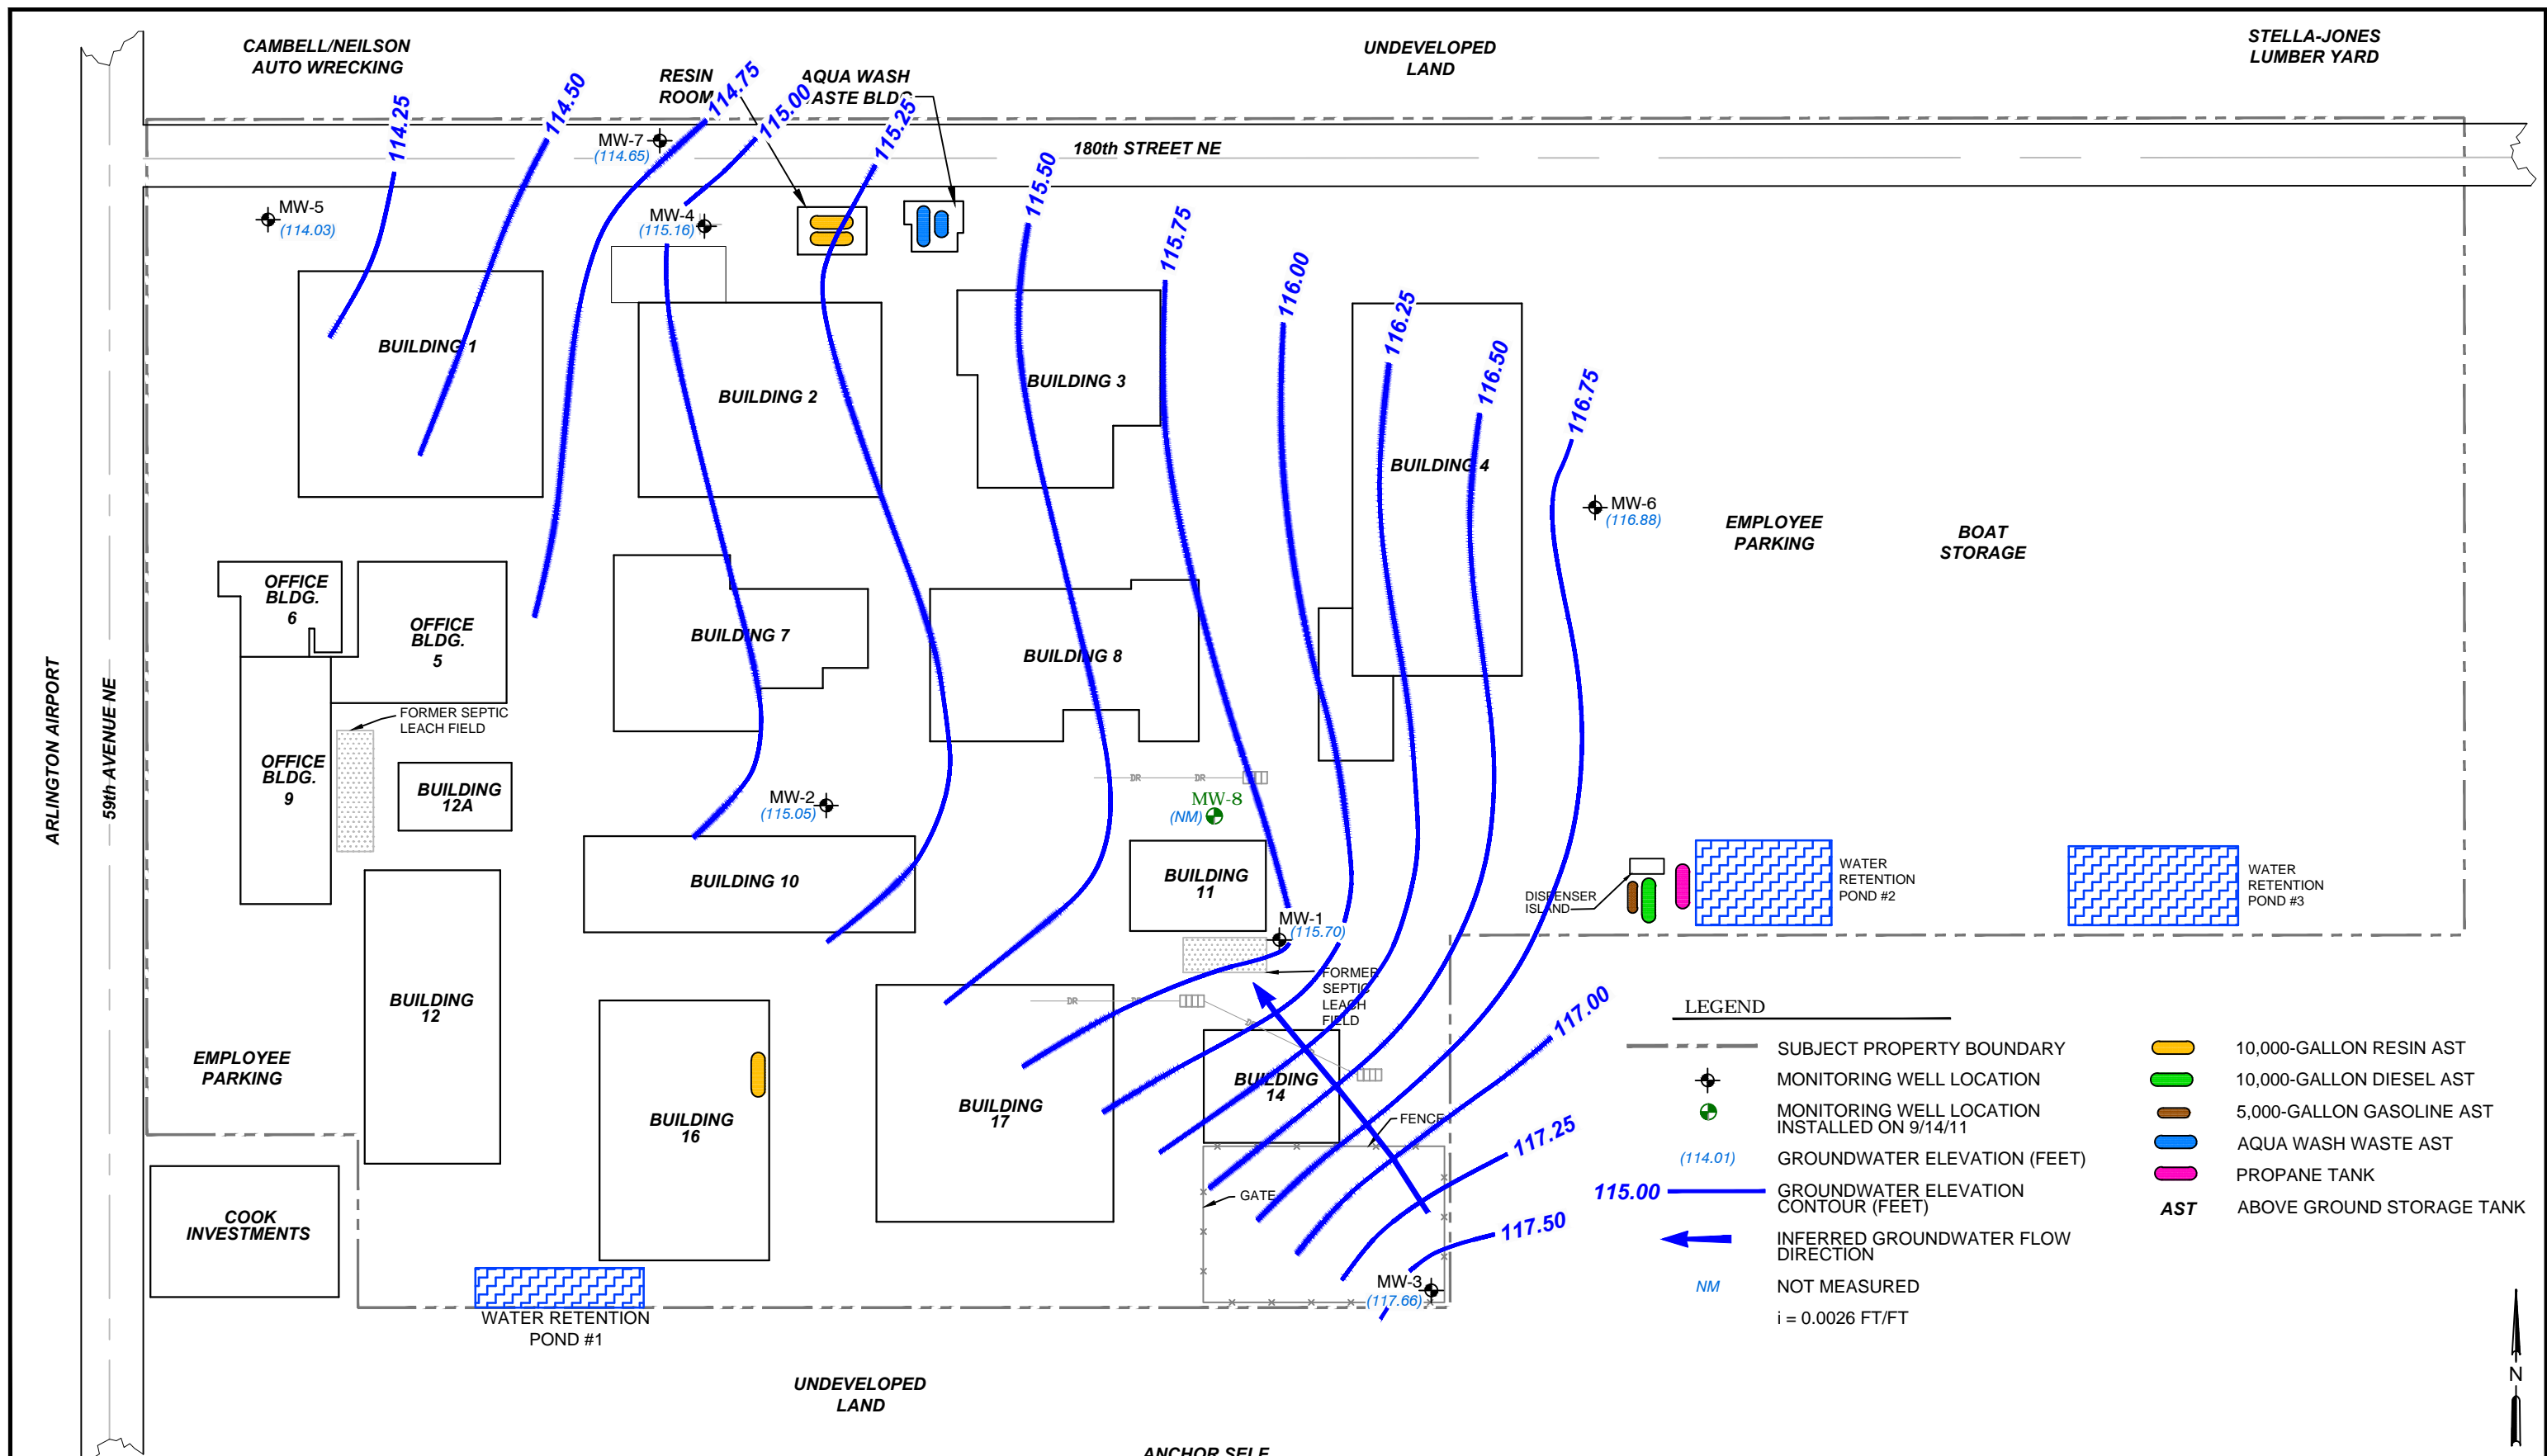 CAMBELL/NEILSON
AUTO WRECKING
UNDEVELOPED
LAND
STELLA-JONES
LUMBER YARD
RESIN
ROOM
AQUA WASH
WASTE BLDG
114.25
114.50
114.75
115.00
115.25
115.50
115.75
116.00
116.25
116.50
116.75
117.00
117.25
117.50
180th STREET NE
MW-7
(114.65)
MW-5
(114.03)
MW-4
(115.16)
BUILDING 1
BUILDING 2
BUILDING 3
BUILDING 4
MW-6
(116.88)
EMPLOYEE
PARKING
BOAT
STORAGE
OFFICE
BLDG.
6
OFFICE
BLDG.
5
BUILDING 7
BUILDING 8
ARLINGTON AIRPORT
59th AVENUE NE
FORMER SEPTIC
LEACH FIELD
OFFICE
BLDG.
9
BUILDING
12A
MW-2
(115.05)
DR
DR
MW-8
(NM)
BUILDING 10
BUILDING
11
MW-1
(115.70)
DISPENSER
ISLAND
WATER
RETENTION
POND #2
WATER
RETENTION
POND #3
FORMER
SEPTIC
LEACH
FIELD
DR
DR
DR
BUILDING
12
EMPLOYEE
PARKING
BUILDING
16
BUILDING
17
BUILDING
14
FENCE
GATE
COOK
INVESTMENTS
WATER RETENTION
POND #1
MW-3
(117.66)
UNDEVELOPED
LAND
ANCHOR SELF
LEGEND
SUBJECT PROPERTY BOUNDARY
MONITORING WELL LOCATION
MONITORING WELL LOCATION
INSTALLED ON 9/14/11
(114.01) GROUNDWATER ELEVATION (FEET)
115.00 GROUNDWATER ELEVATION
CONTOUR (FEET)
INFERRED GROUNDWATER FLOW
DIRECTION
NM NOT MEASURED
i = 0.0026 FT/FT
10,000-GALLON RESIN AST
10,000-GALLON DIESEL AST
5,000-GALLON GASOLINE AST
AQUA WASH WASTE AST
PROPANE TANK
AST ABOVE GROUND STORAGE TANK
N